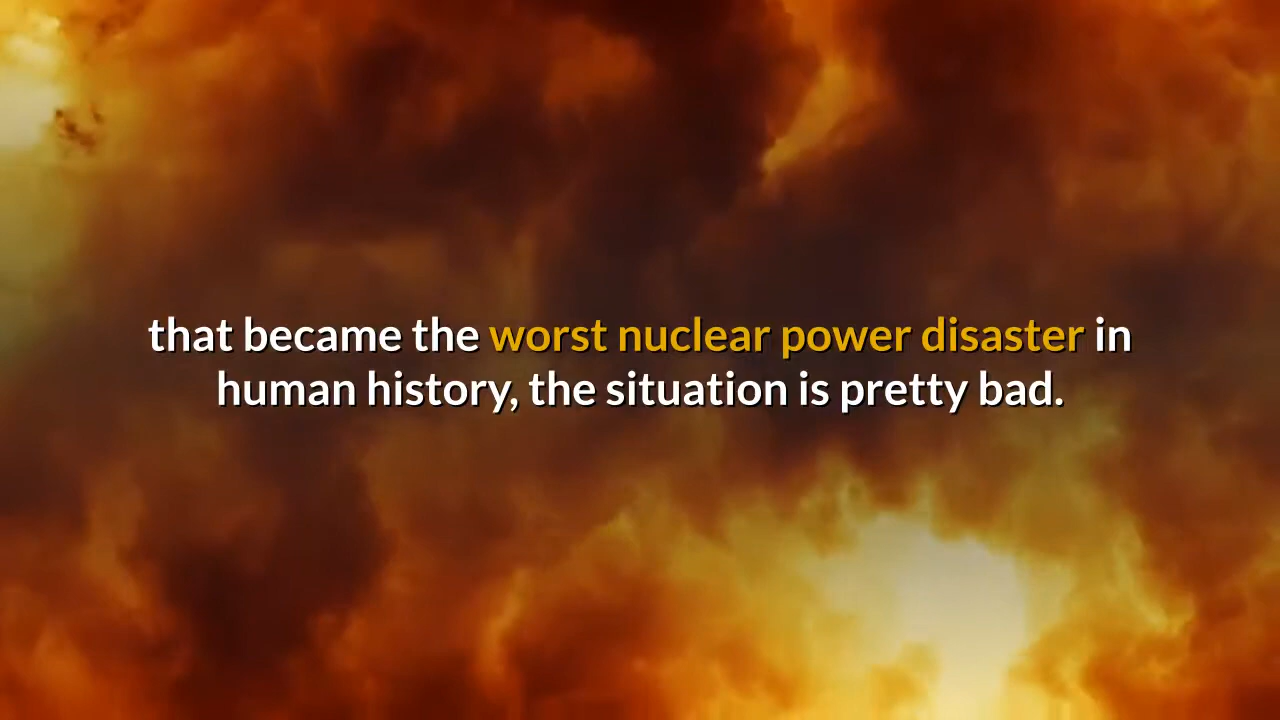 that became the worst nuclear power disaster in
human history, the situation is pretty bad.